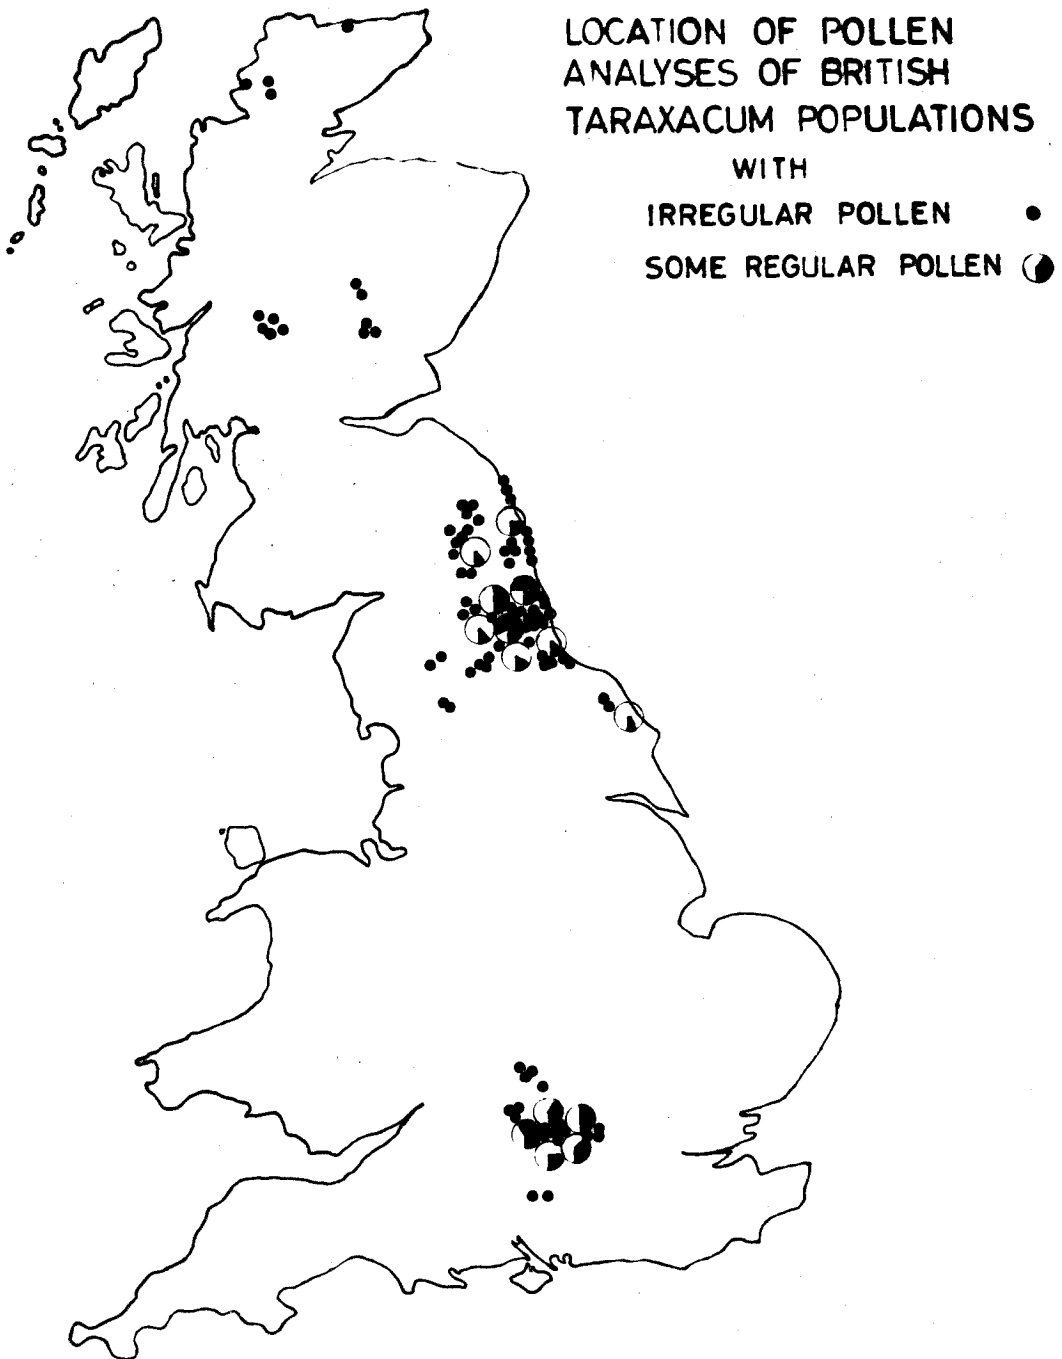 LOCATION OF POLLEN
ANALYSES OF BRITISH
TARAXACUM POPULATIONS
WITH
IRREGULAR POLLEN
SOME REGULAR POLLEN